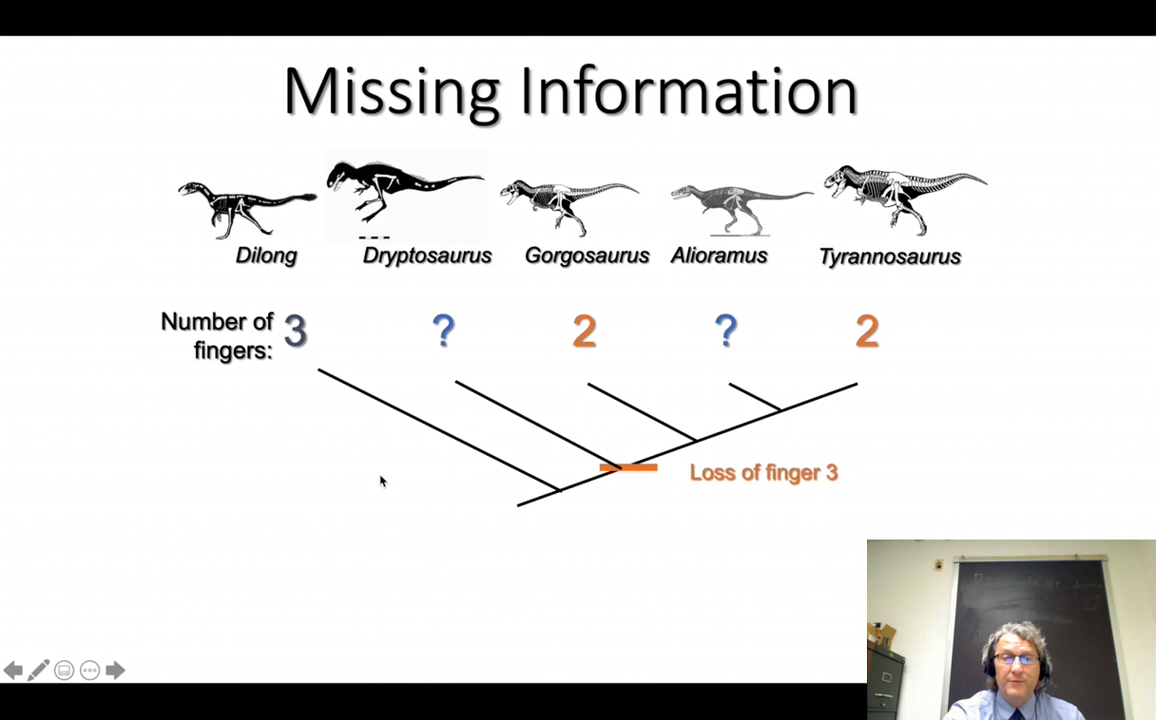 Missing Information
Dilong Dryptosaurus Gorgosaurus Alioramus Tyrannosaurus
Number of
fingers: 3 ? 2 ? 2
Loss of finger 3